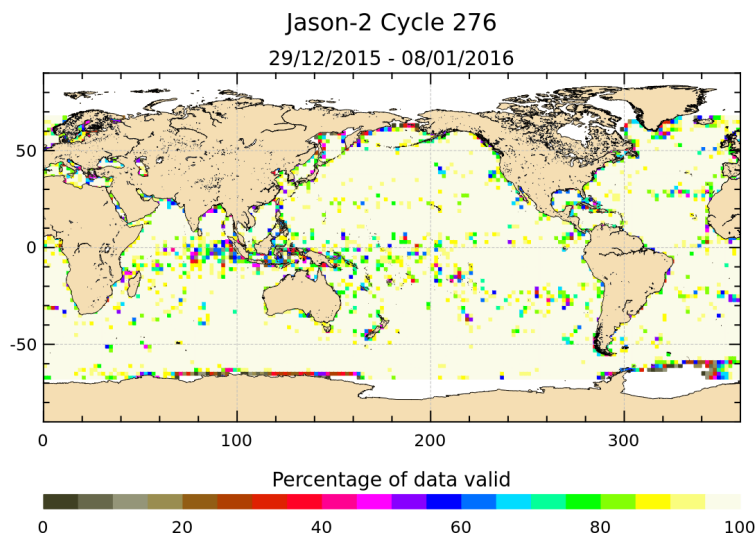 Jason-2 Cycle 276
29/12/2015 - 08/01/2016
50
0
-50
0 100 200 300
Percentage of data valid
0 20 40 60 80 100